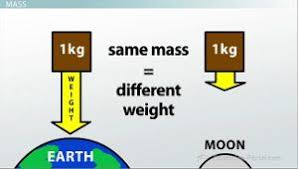 MASS
1kg
same mass
=
different
weight
1kg
WEIGHT
EARTH
MOON